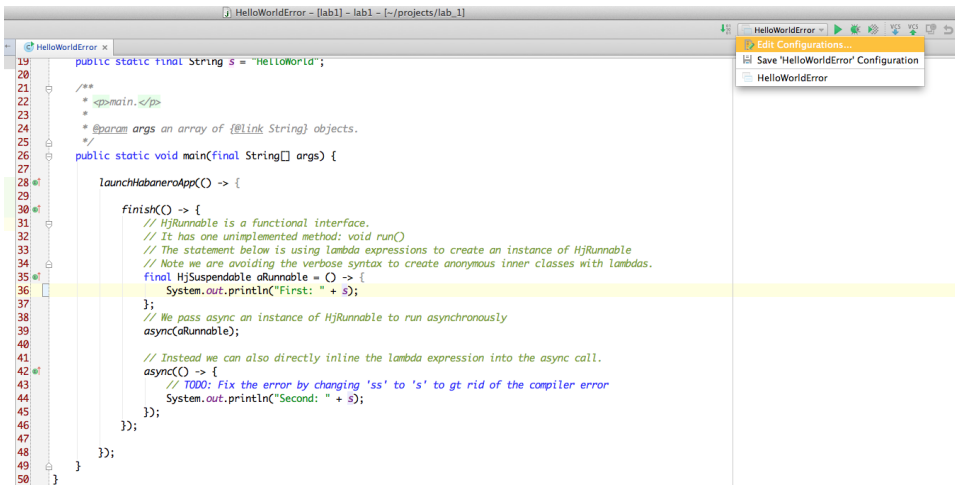 HelloWorldError - [lab1] - lab1 - [~/projects/lab_1]
HelloWorldError
VCS VCS
HelloWorldError ×
Edit Configurations...
Save 'HelloWorldError' Configuration
HelloWorldError
19 public static final String s = "HelloWorld";
20
21 /**
22 * <p>main.</p>
23 *
24 * @param args an array of {@link String} objects.
25 */
26 public static void main(final String[] args) {
27
28 launchHabaneroApp(() -> {
29
30 finish(() -> {
31 // HjRunnable is a functional interface.
32 // It has one unimplemented method: void run()
33 // The statement below is using lambda expressions to create an instance of HjRunnable
34 // Note we are avoiding the verbose syntax to create anonymous inner classes with lambdas.
35 final HjSuspendable aRunnable = () -> {
36 System.out.println("First: " + s);
37 };
38 // We pass async an instance of HjRunnable to run asynchronously
39 async(aRunnable);
40
41 // Instead we can also directly inline the lambda expression into the async call.
42 async(() -> {
43 // TODO: Fix the error by changing 'ss' to 's' to gt rid of the compiler error
44 System.out.println("Second: " + s);
45 });
46 });
47
48 });
49 }
50 }